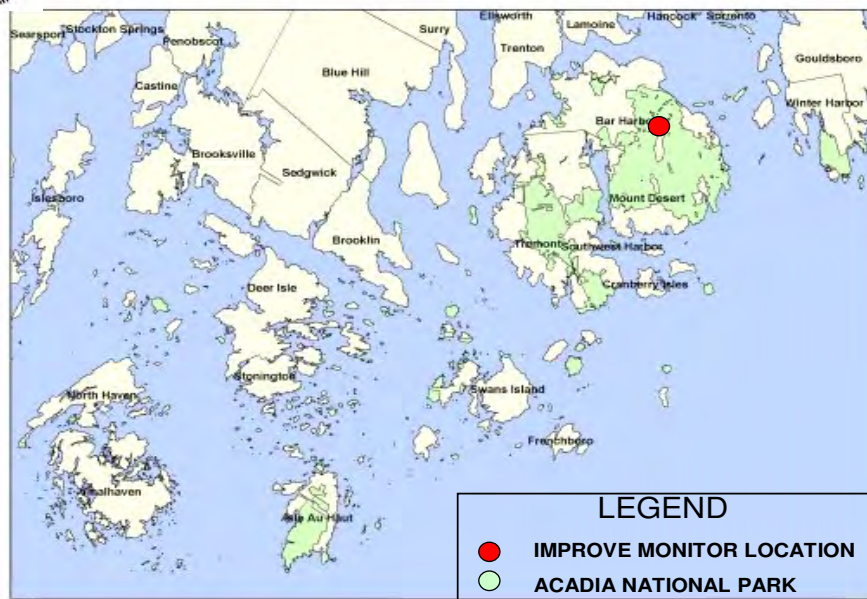 Ellsworth
Lamoine
Hancock
Sorrento
Searsport
Stockton Springs
Surry
Penobscot
Trenton
Gouldsboro
Blue Hill
Castine
Winter Harbor
Bar Harbor
Brooksville
Sedgwick
Islesboro
Mount Desert
Brooklin
Tremont
Southwest Harbor
Deer Isle
Cranberry Isles
Stonington
North Haven
Swans Island
Frenchboro
Vinalhaven
Isle Au Haut
LEGEND
IMPROVE MONITOR LOCATION
ACADIA NATIONAL PARK